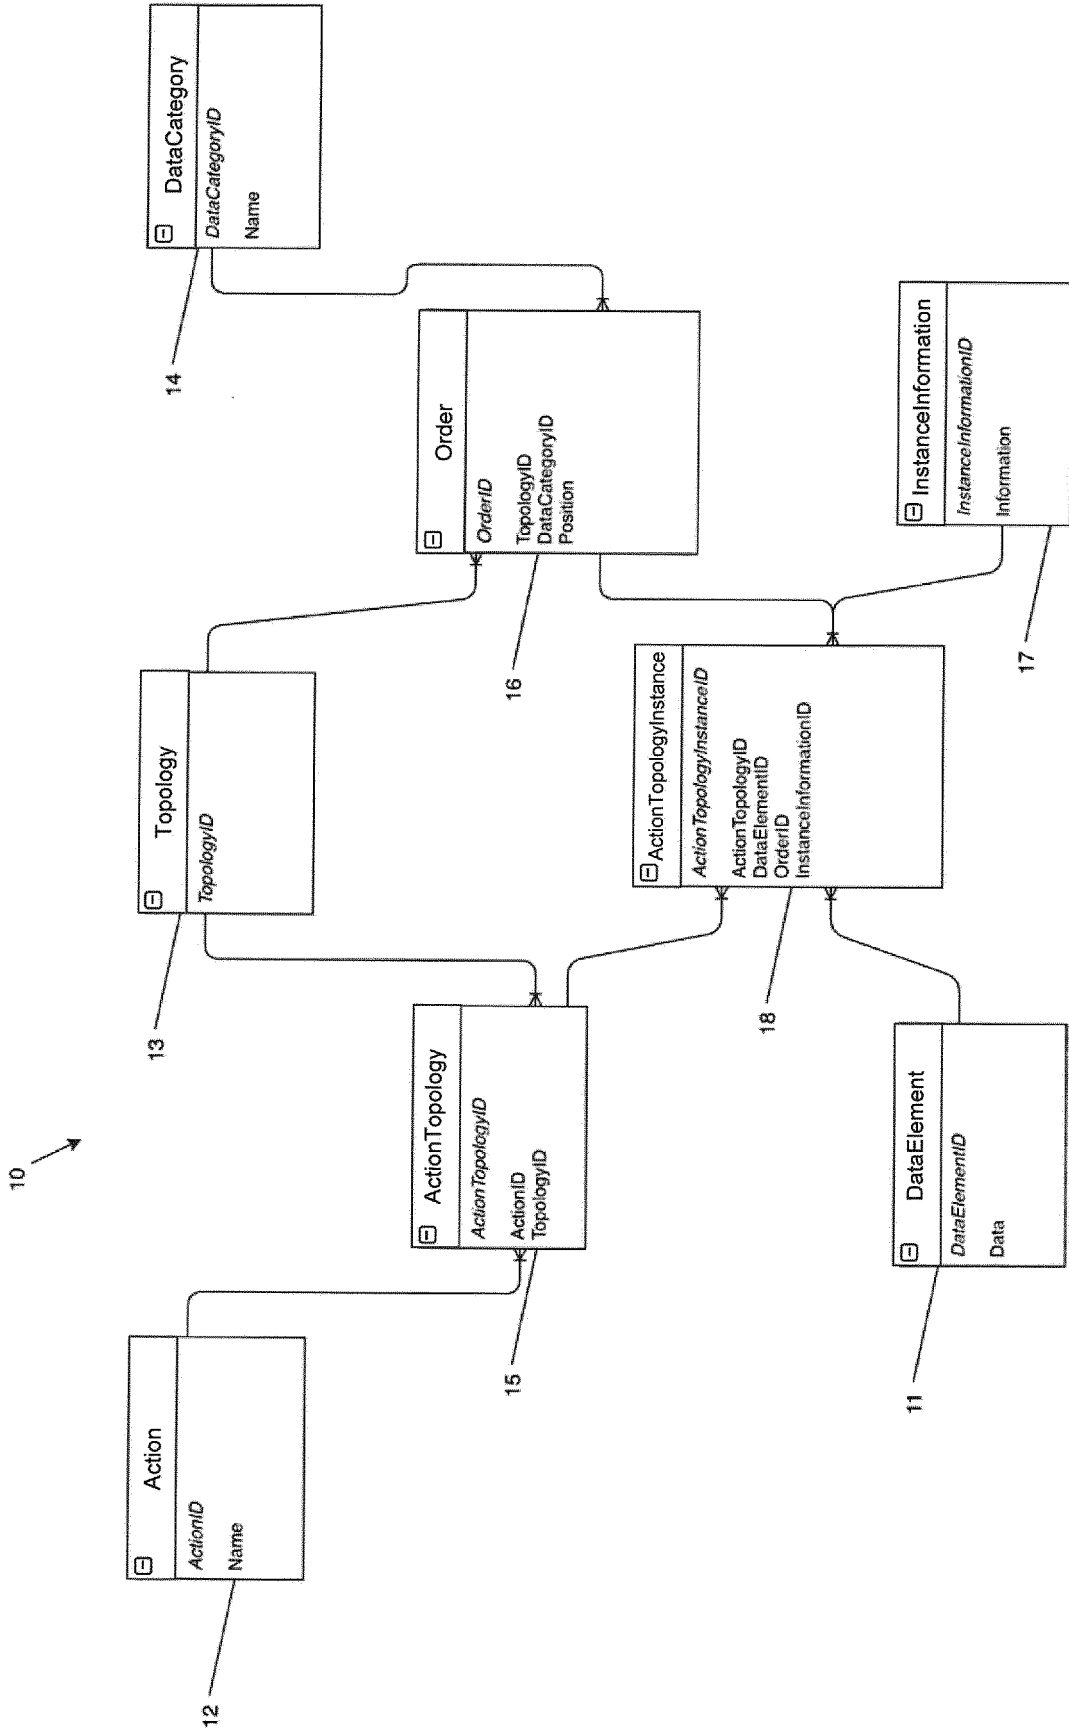 10
12
Action
ActionID
Name
13
Topology
TopologyID
14
DataCategory
DataCategoryID
Name
15
ActionTopology
ActionTopologyID
ActionID
TopologyID
16
Order
OrderID
TopologyID
DataCategoryID
Position
11
DataElement
DataElementID
Data
18
ActionTopologyInstance
ActionTopologyInstanceID
ActionTopologyID
DataElementID
OrderID
InstanceInformationID
17
InstanceInformation
InstanceInformationID
Information